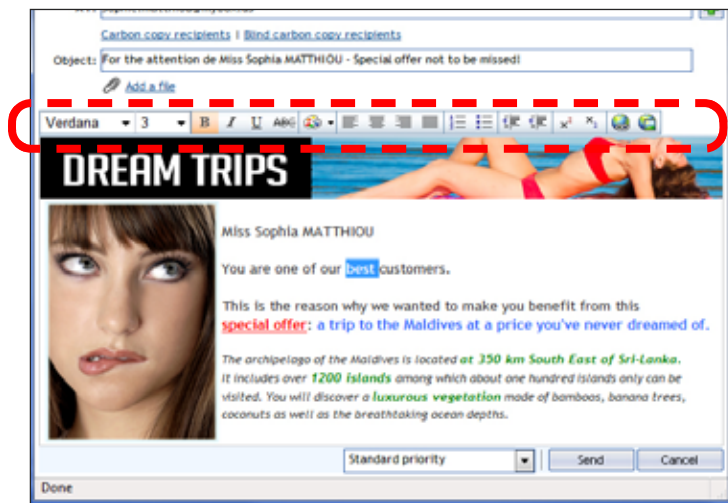 Carbon copy recipients | Blind carbon copy recipients
Object: For the attention de Miss Sophia MATTHIOU - Special offer not to be missed!
Add a file
Verdana 3 B I U ABC
DREAM TRIPS
Miss Sophia MATTHIOU
You are one of our best customers.
This is the reason why we wanted to make you benefit from this
special offer: a trip to the Maldives at a price you've never dreamed of.
The archipelago of the Maldives is located at 350 km South East of Sri-Lanka.
It includes over 1200 islands among which about one hundred islands only can be
visited. You will discover a luxurous vegetation made of bamboos, banana trees,
coconuts as well as the breathtaking ocean depths.
Standard priority Send Cancel
Done